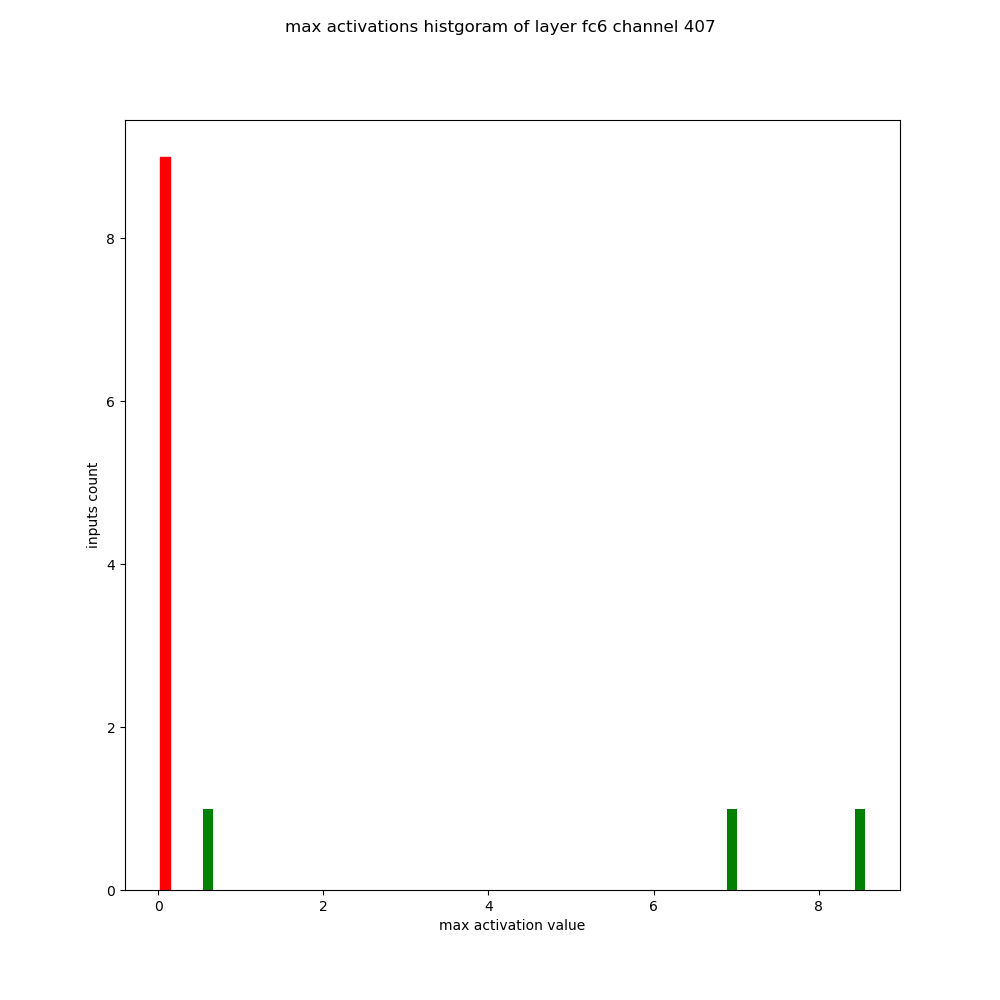 max activations histgoram of layer fc6 channel 407
8
6
4
2
0
inputs count
0 2 4 6 8
max activation value